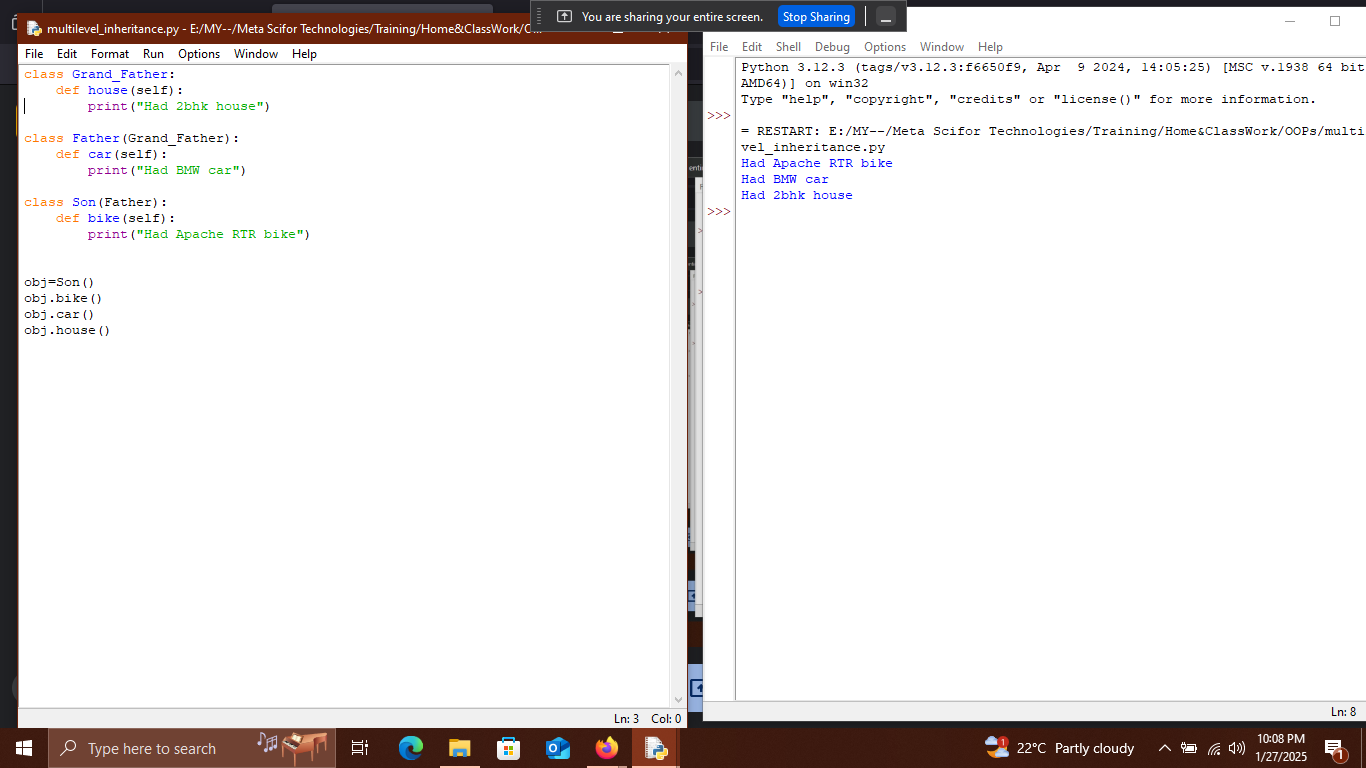 You are sharing your entire screen.
Stop Sharing
multilevel_inheritance.py - E:/MY--/Meta Scifor Technologies/Training/Home&ClassWork/O...
File Edit Format Run Options Window Help
class Grand_Father:
    def house(self):
        print("Had 2bhk house")
class Father(Grand_Father):
    def car(self):
        print("Had BMW car")
class Son(Father):
    def bike(self):
        print("Had Apache RTR bike")
obj=Son()
obj.bike()
obj.car()
obj.house()
Ln: 3 Col: 0
File Edit Shell Debug Options Window Help
Python 3.12.3 (tags/v3.12.3:f6650f9, Apr  9 2024, 14:05:25) [MSC v.1938 64 bit
AMD64)] on win32
Type "help", "copyright", "credits" or "license()" for more information.
>>>
= RESTART: E:/MY--/Meta Scifor Technologies/Training/Home&ClassWork/OOPs/multi
vel_inheritance.py
Had Apache RTR bike
Had BMW car
Had 2bhk house
>>>
Ln: 8
Type here to search
1
22°C Partly cloudy
10:08 PM
1/27/2025
1